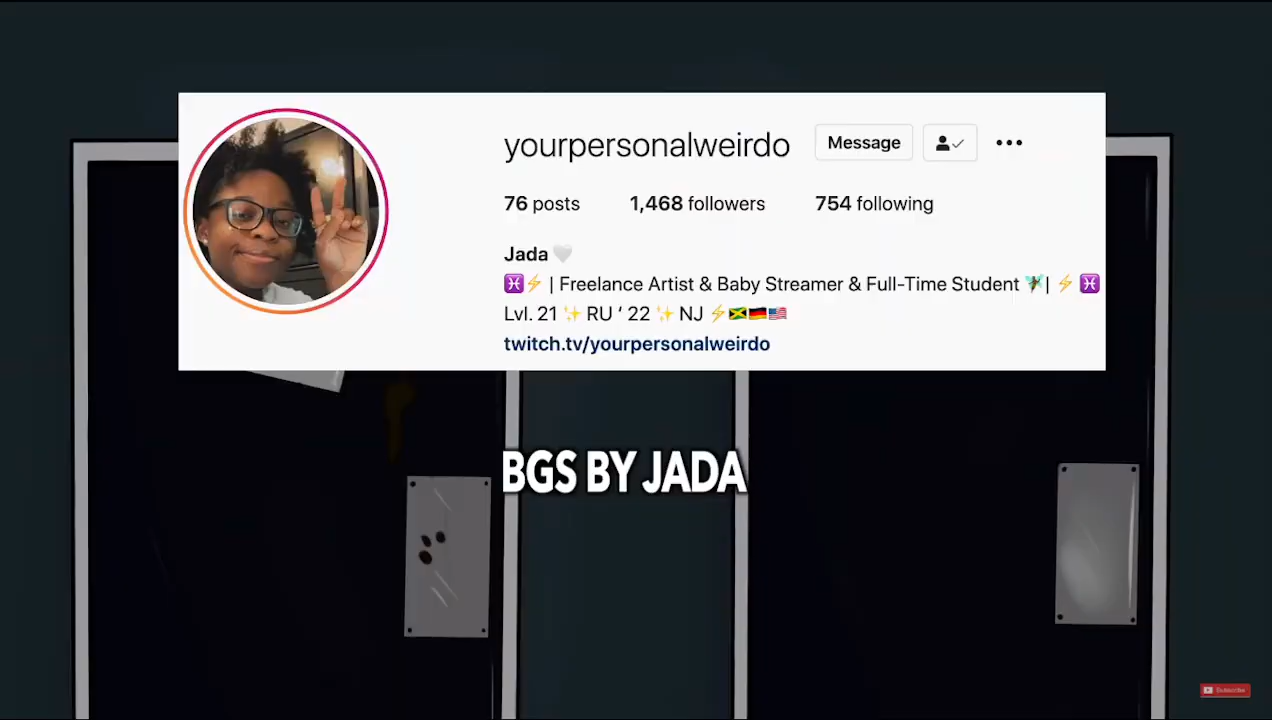 yourpersonalweirdo Message
76 posts 1,468 followers 754 following
Jada 🤍
♓⚡ | Freelance Artist & Baby Streamer & Full-Time Student 🧚| ⚡ ♓
Lvl. 21 ✨ RU ‘ 22 ✨ NJ ⚡🇯🇲🇩🇪🇺🇸
twitch.tv/yourpersonalweirdo
BGS BY JADA
Subscribe